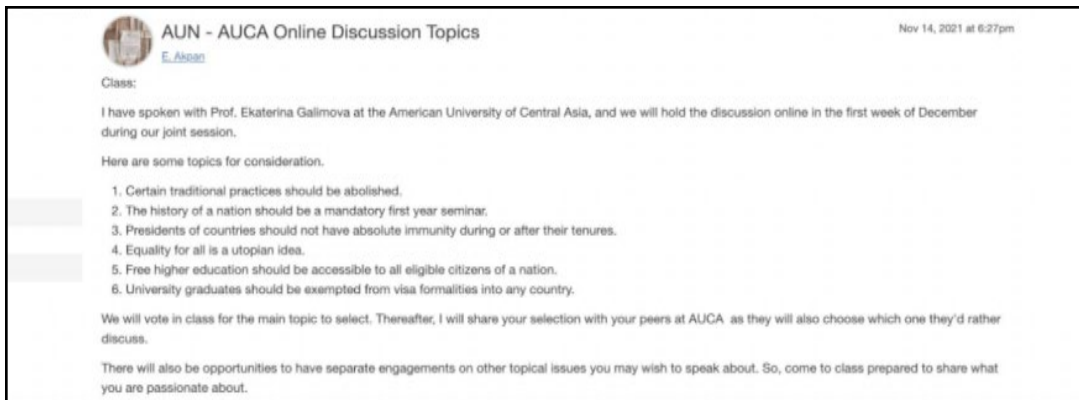 AUN - AUCA Online Discussion Topics
Nov 14, 2021 at 6:27pm
E. Akpan
Class:
I have spoken with Prof. Ekaterina Galimova at the American University of Central Asia, and we will hold the discussion online in the first week of December
during our joint session.
Here are some topics for consideration.
1. Certain traditional practices should be abolished.
2. The history of a nation should be a mandatory first year seminar.
3. Presidents of countries should not have absolute immunity during or after their tenures.
4. Equality for all is a utopian idea.
5. Free higher education should be accessible to all eligible citizens of a nation.
6. University graduates should be exempted from visa formalities into any country.
We will vote in class for the main topic to select. Thereafter, I will share your selection with your peers at AUCA as they will also choose which one they'd rather
discuss.
There will also be opportunities to have separate engagements on other topical issues you may wish to speak about. So, come to class prepared to share what
you are passionate about.